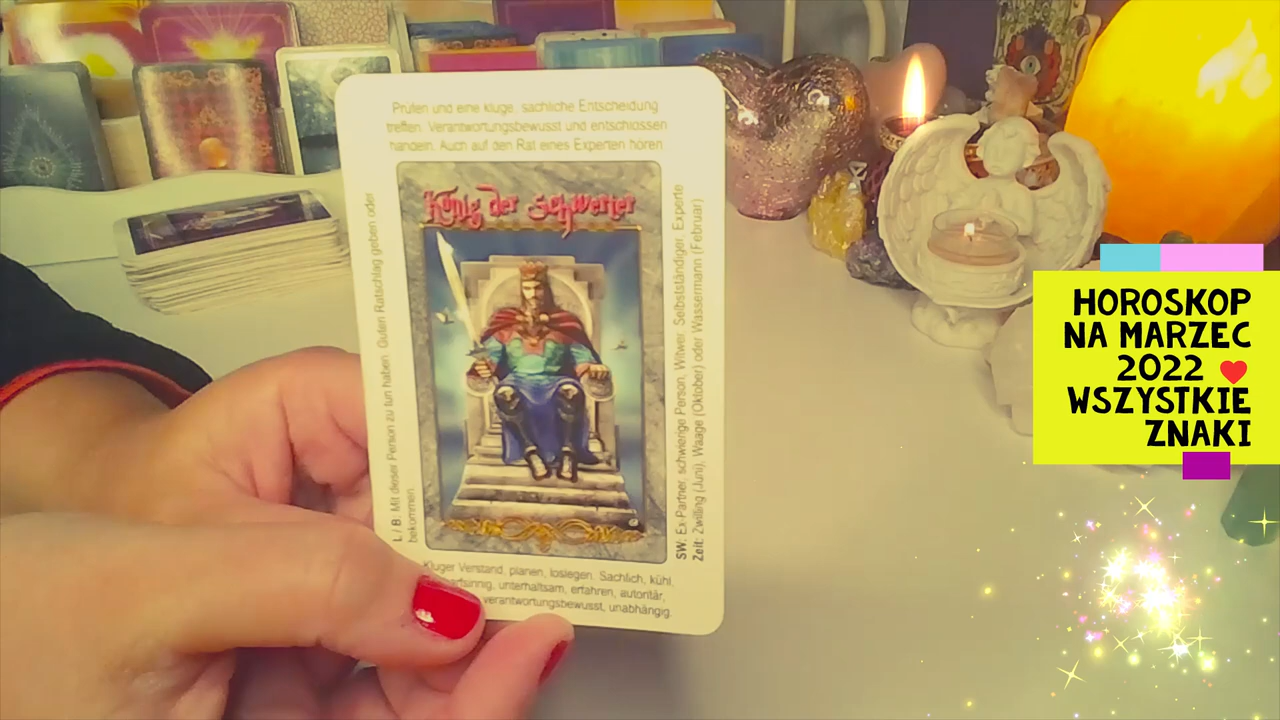 Prüfen und eine kluge, sachliche Entscheidung
treffen. Verantwortungsbewusst und entschlossen
handeln. Auch auf den Rat eines Experten hören
König der Schwerter
L / B: Mit dieser Person zu tun haben. Guten Ratschlag geben oder
bekommen
SW: Ex-Partner, schwierige Person, Witwer, Selbstständiger, Experte
Zeit: Zwilling (Juni), Waage (Oktober) oder Wassermann (Februar)
Kluger Verstand, planen, loslegen. Sachlich, kühl,
unterhaltsam, erfahren, autoritär,
verantwortungsbewusst, unabhängig.
HOROSKOP
NA MARZEC
2022 ❤️
WSZYSTKIE
ZNAKI